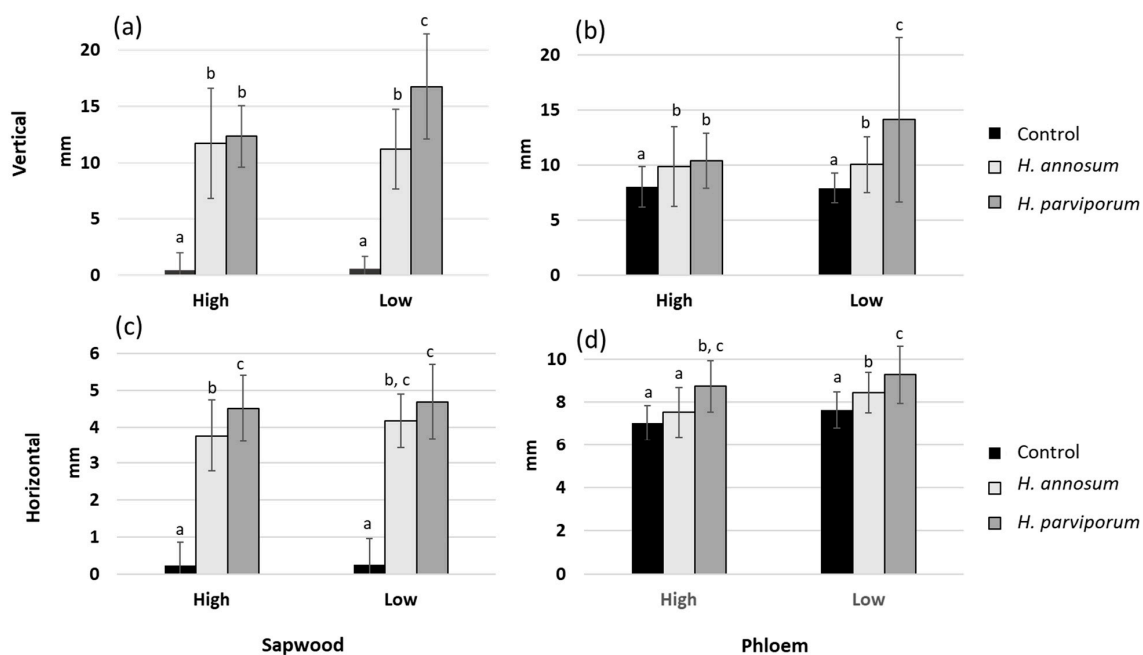 (a)
Vertical
mm
20
15
10
5
0
a
b
b
a
b
c
High
Low
(b)
mm
20
15
10
5
0
a
b
b
a
b
c
High
Low
Control
H. annosum
H. parviporum
(c)
Horizontal
mm
6
5
4
3
2
1
0
a
b
c
a
b, c
c
High
Low
Sapwood
(d)
mm
10
8
6
4
2
0
a
a
b, c
a
b
c
High
Low
Phloem
Control
H. annosum
H. parviporum